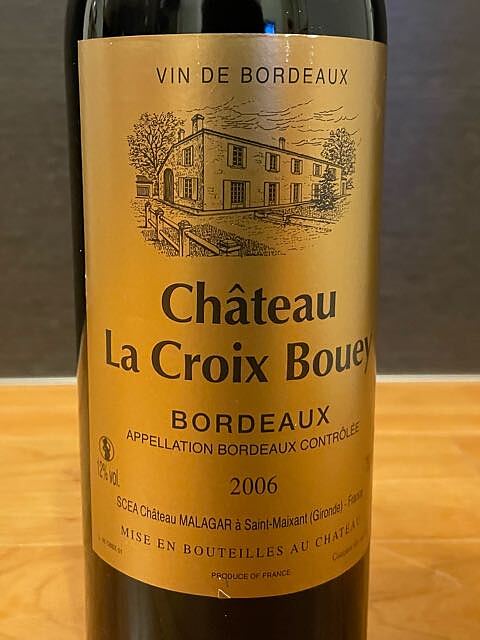 VIN DE BORDEAUX
Château
La Croix Bouey
BORDEAUX
APPELLATION BORDEAUX CONTRÔLÉE
12% vol.
2006
SCEA Château MALAGAR à Saint-Maixant (Gironde) - France
MISE EN BOUTEILLES AU CHÂTEAU
PRODUCE OF FRANCE